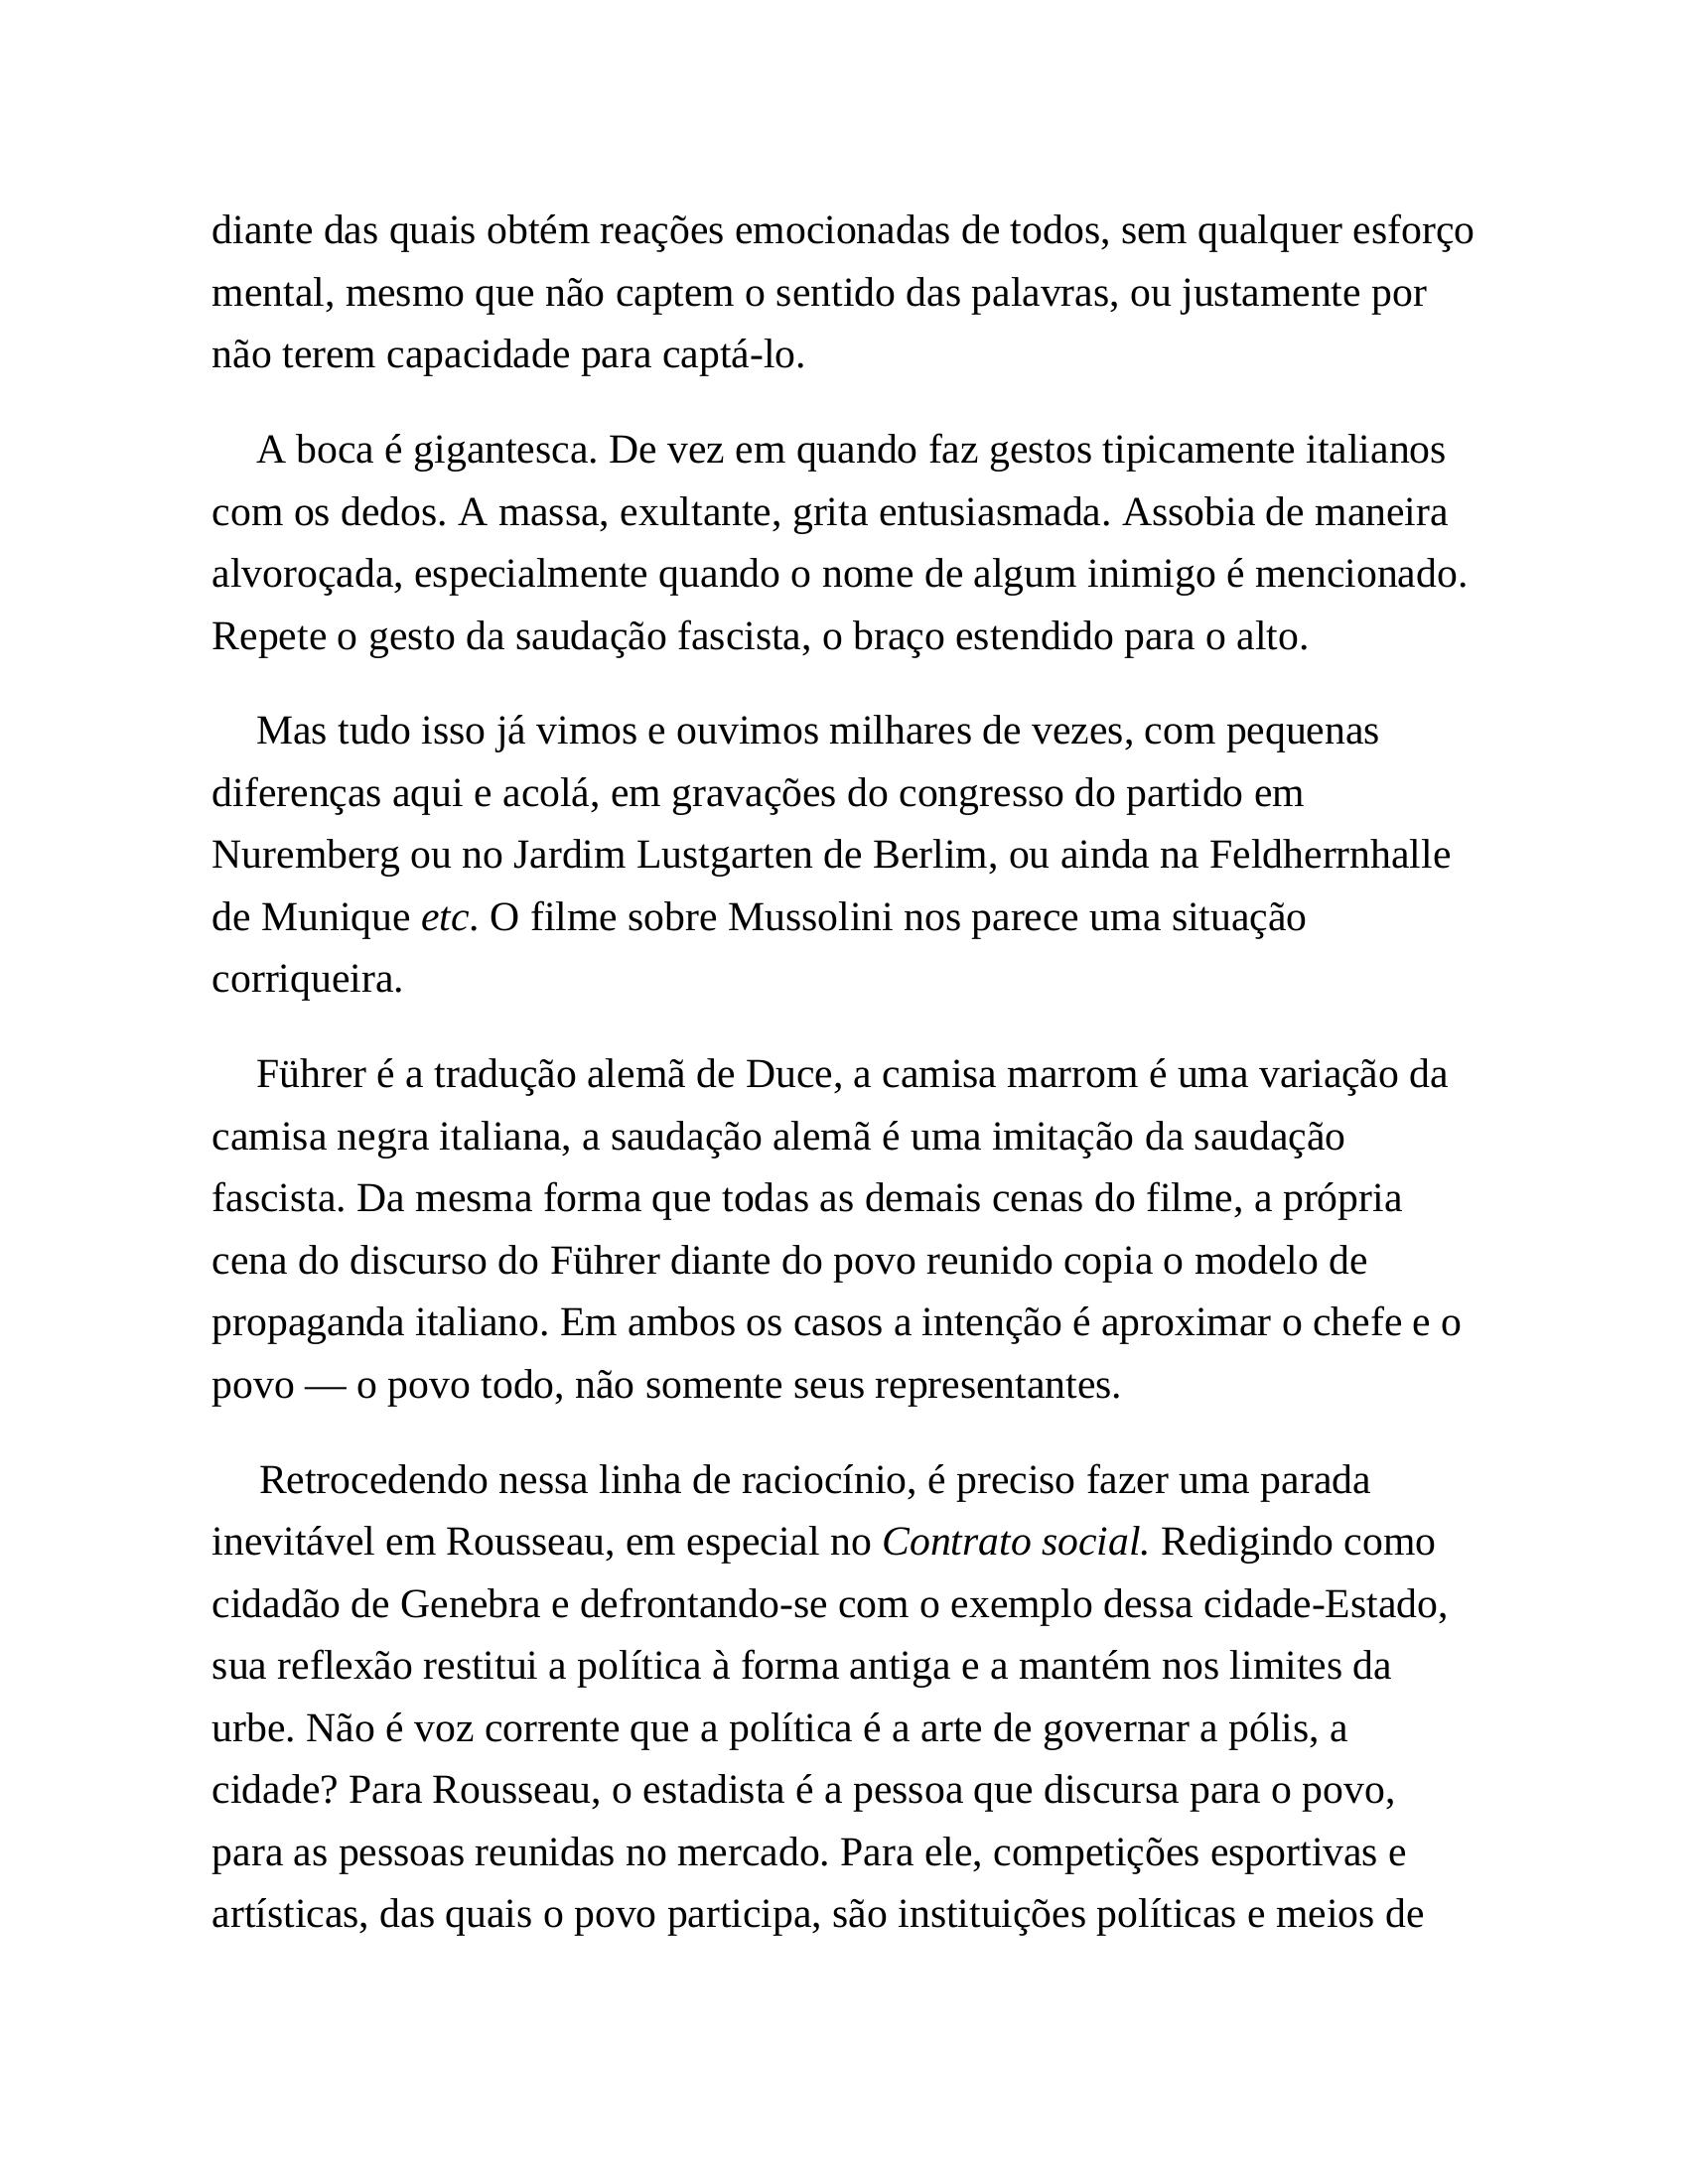 diante das quais obtém reações emocionadas de todos, sem qualquer esforço
mental, mesmo que não captem o sentido das palavras, ou justamente por
não terem capacidade para captá-lo.
A boca é gigantesca. De vez em quando faz gestos tipicamente italianos
com os dedos. A massa, exultante, grita entusiasmada. Assobia de maneira
alvoroçada, especialmente quando o nome de algum inimigo é mencionado.
Repete o gesto da saudação fascista, o braço estendido para o alto.
Mas tudo isso já vimos e ouvimos milhares de vezes, com pequenas
diferenças aqui e acolá, em gravações do congresso do partido em
Nuremberg ou no Jardim Lustgarten de Berlim, ou ainda na Feldherrnhalle
de Munique etc. O filme sobre Mussolini nos parece uma situação
corriqueira.
Führer é a tradução alemã de Duce, a camisa marrom é uma variação da
camisa negra italiana, a saudação alemã é uma imitação da saudação
fascista. Da mesma forma que todas as demais cenas do filme, a própria
cena do discurso do Führer diante do povo reunido copia o modelo de
propaganda italiano. Em ambos os casos a intenção é aproximar o chefe e o
povo — o povo todo, não somente seus representantes.
Retrocedendo nessa linha de raciocínio, é preciso fazer uma parada
inevitável em Rousseau, em especial no Contrato social. Redigindo como
cidadão de Genebra e defrontando-se com o exemplo dessa cidade-Estado,
sua reflexão restitui a política à forma antiga e a mantém nos limites da
urbe. Não é voz corrente que a política é a arte de governar a pólis, a
cidade? Para Rousseau, o estadista é a pessoa que discursa para o povo,
para as pessoas reunidas no mercado. Para ele, competições esportivas e
artísticas, das quais o povo participa, são instituições políticas e meios de